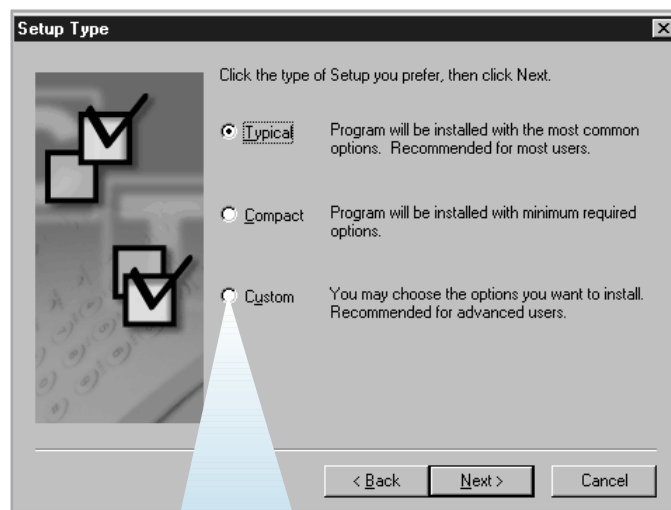 Setup Type
Click the type of Setup you prefer, then click Next.
Typical
Program will be installed with the most common
options. Recommended for most users.
Compact
Program will be installed with minimum required
options.
Custom
You may choose the options you want to install.
Recommended for advanced users.
< Back
Next >
Cancel